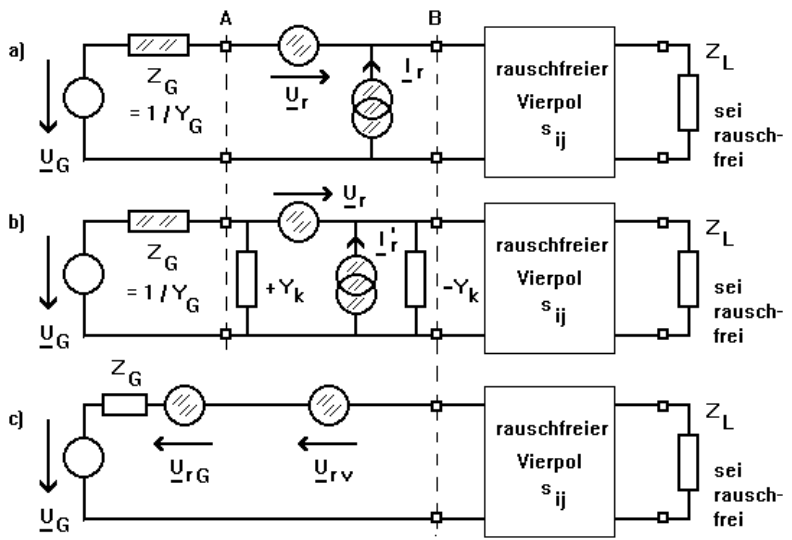 A B
a)
Z_G
= 1 / Y_G
U_G
U_r
I_r
rauschfreier
Vierpol
s_ij
Z_L
sei
rausch-
frei
b)
Z_G
= 1 / Y_G
U_G
+Y_k
U_r
I'_r
-Y_k
rauschfreier
Vierpol
s_ij
Z_L
sei
rausch-
frei
c)
Z_G
U_G
U_rG
U_rv
rauschfreier
Vierpol
s_ij
Z_L
sei
rausch-
frei